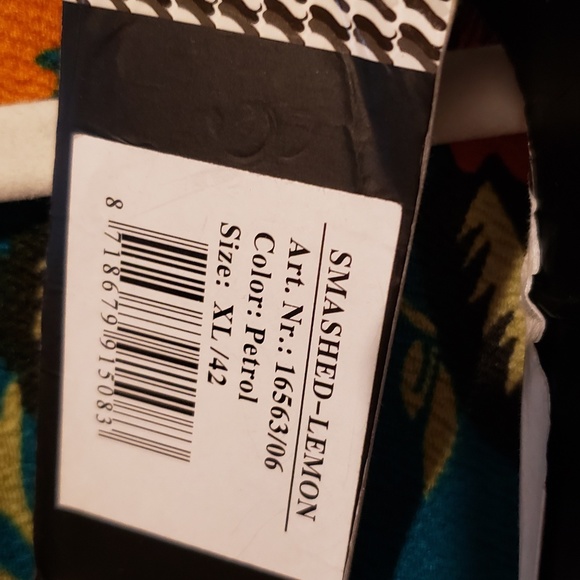 SMASHED-LEMON
Art. Nr.: 16563/06
Color: Petrol
Size: XL/42
8 718679 915083